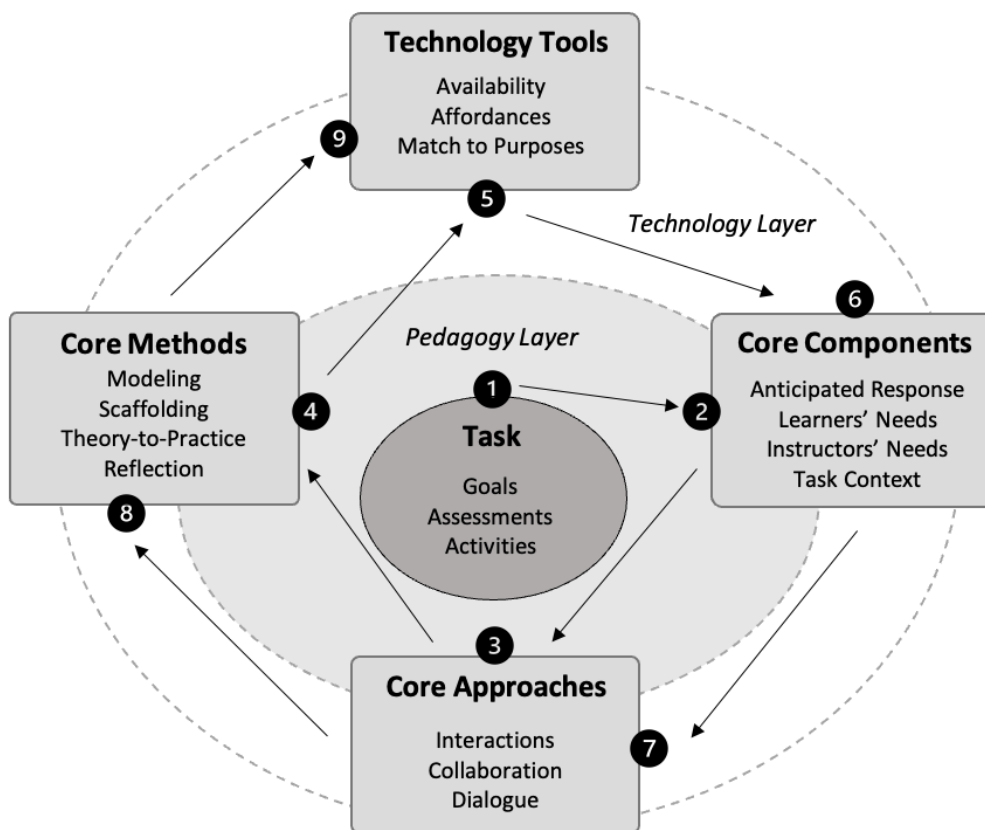 Technology Tools
Availability
Affordances
Match to Purposes
9
5
Technology Layer
6
Core Methods
Modeling
Scaffolding
Theory-to-Practice
Reflection
4
8
Pedagogy Layer
1
Task
Goals
Assessments
Activities
2
Core Components
Anticipated Response
Learners’ Needs
Instructors’ Needs
Task Context
3
Core Approaches
Interactions
Collaboration
Dialogue
7